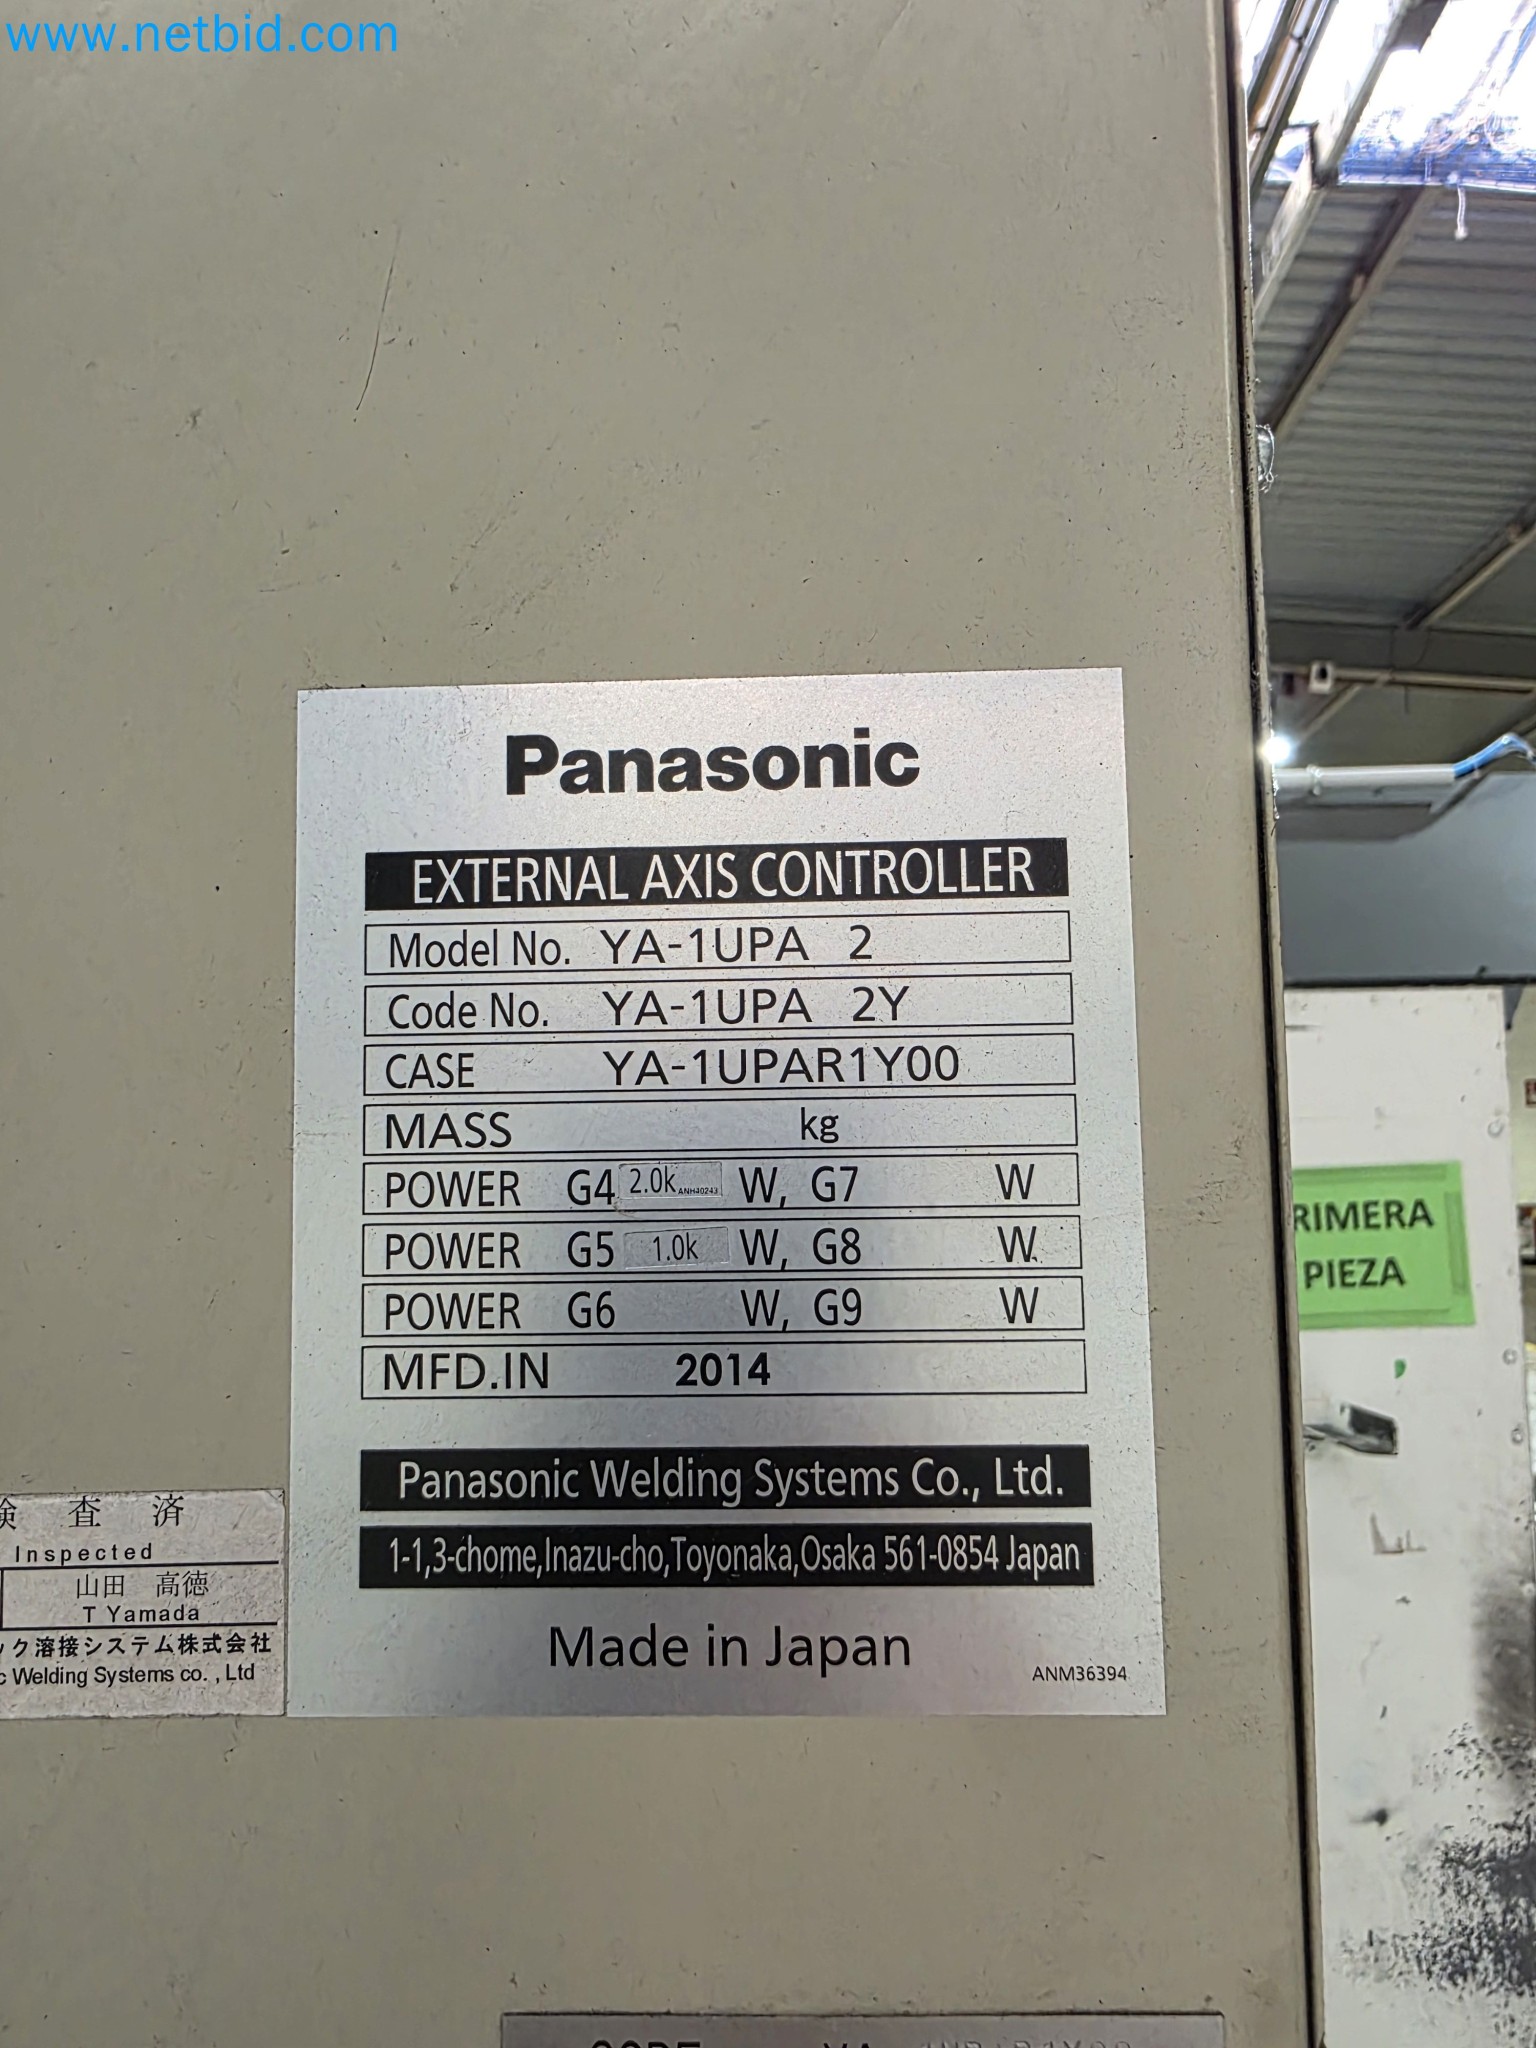 www.netbid.com
Panasonic
EXTERNAL AXIS CONTROLLER
Model No. YA-1UPA 2
Code No. YA-1UPA 2Y
CASE YA-1UPAR1Y00
MASS kg
POWER G4 2.0k ANH40243 W, G7 W
POWER G5 1.0k W, G8 W
POWER G6 W, G9 W
MFD.IN 2014
Panasonic Welding Systems Co., Ltd.
1-1,3-chome,Inazu-cho,Toyonaka,Osaka 561-0854 Japan
Made in Japan
ANM36394
検査済
Inspected
山田 高徳
T Yamada
ック溶接システム株式会社
c Welding Systems co. , Ltd
RIMERA
PIEZA